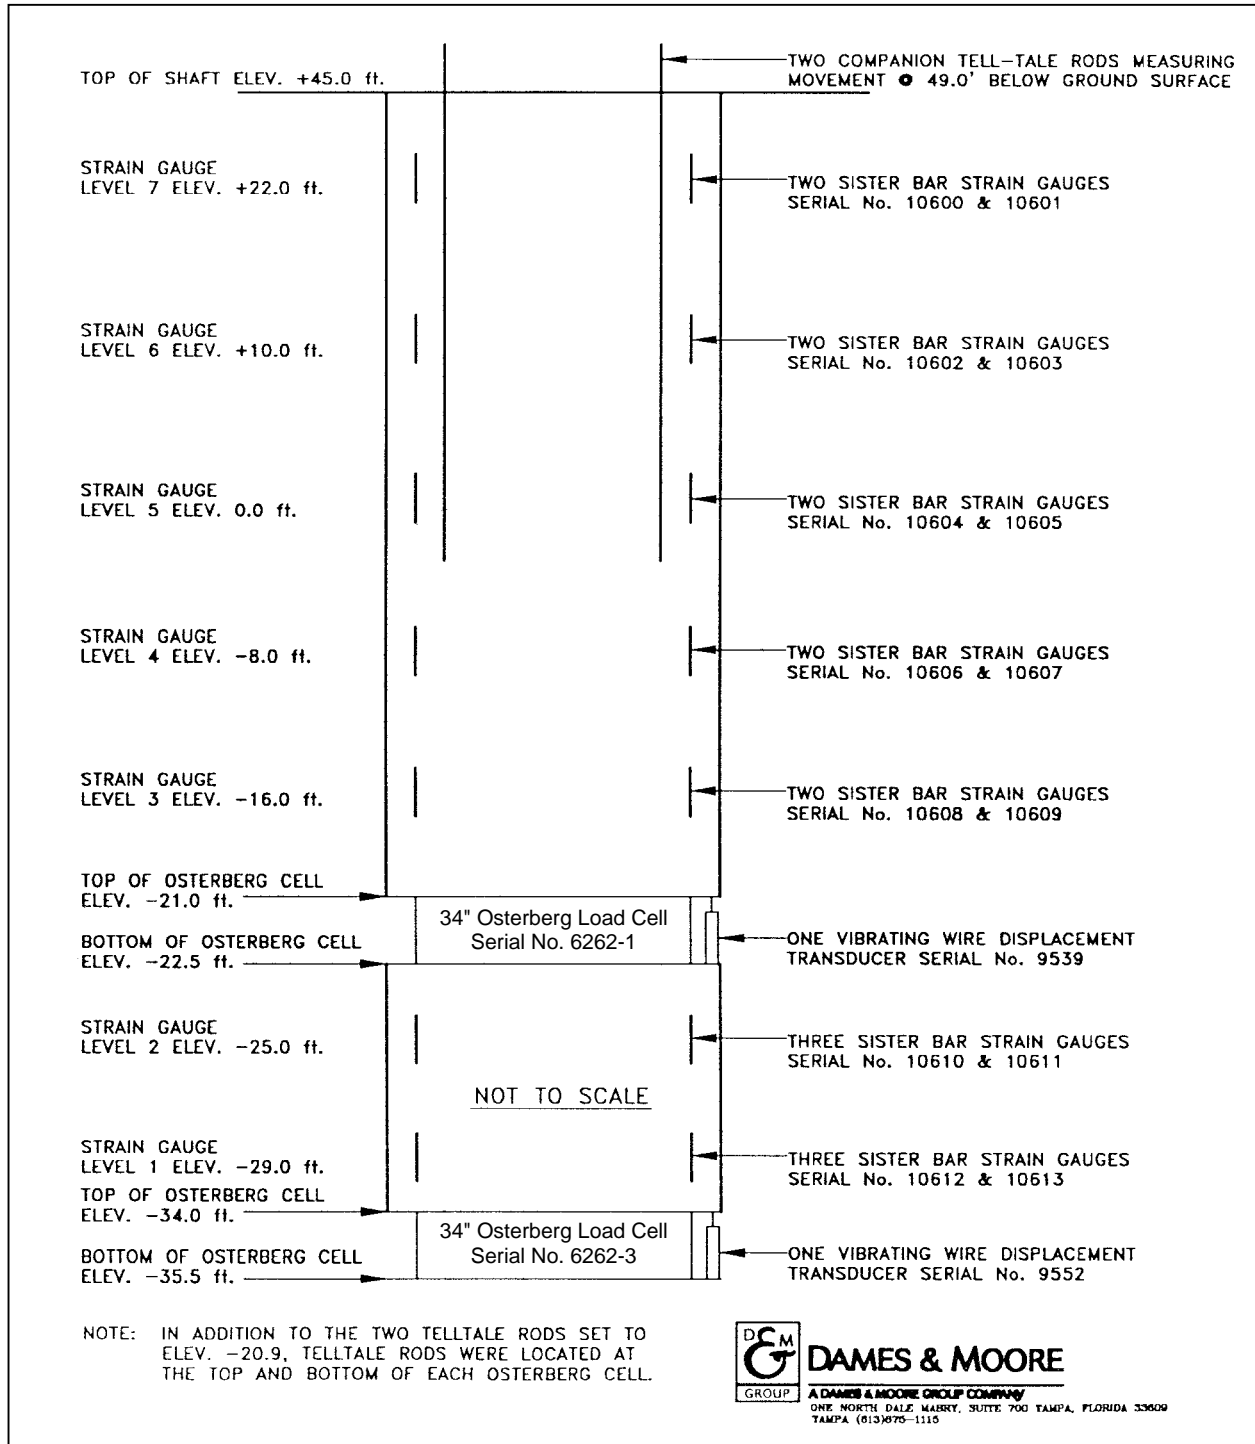 TOP OF SHAFT ELEV. +45.0 ft.
TWO COMPANION TELL-TALE RODS MEASURING
MOVEMENT @ 49.0' BELOW GROUND SURFACE
STRAIN GAUGE
LEVEL 7 ELEV. +22.0 ft.
TWO SISTER BAR STRAIN GAUGES
SERIAL No. 10600 & 10601
STRAIN GAUGE
LEVEL 6 ELEV. +10.0 ft.
TWO SISTER BAR STRAIN GAUGES
SERIAL No. 10602 & 10603
STRAIN GAUGE
LEVEL 5 ELEV. 0.0 ft.
TWO SISTER BAR STRAIN GAUGES
SERIAL No. 10604 & 10605
STRAIN GAUGE
LEVEL 4 ELEV. -8.0 ft.
TWO SISTER BAR STRAIN GAUGES
SERIAL No. 10606 & 10607
STRAIN GAUGE
LEVEL 3 ELEV. -16.0 ft.
TWO SISTER BAR STRAIN GAUGES
SERIAL No. 10608 & 10609
TOP OF OSTERBERG CELL
ELEV. -21.0 ft.
34" Osterberg Load Cell
Serial No. 6262-1
BOTTOM OF OSTERBERG CELL
ELEV. -22.5 ft.
ONE VIBRATING WIRE DISPLACEMENT
TRANSDUCER SERIAL No. 9539
STRAIN GAUGE
LEVEL 2 ELEV. -25.0 ft.
THREE SISTER BAR STRAIN GAUGES
SERIAL No. 10610 & 10611
NOT TO SCALE
STRAIN GAUGE
LEVEL 1 ELEV. -29.0 ft.
THREE SISTER BAR STRAIN GAUGES
SERIAL No. 10612 & 10613
TOP OF OSTERBERG CELL
ELEV. -34.0 ft.
34" Osterberg Load Cell
Serial No. 6262-3
BOTTOM OF OSTERBERG CELL
ELEV. -35.5 ft.
ONE VIBRATING WIRE DISPLACEMENT
TRANSDUCER SERIAL No. 9552
NOTE: IN ADDITION TO THE TWO TELLTALE RODS SET TO
ELEV. -20.9, TELLTALE RODS WERE LOCATED AT
THE TOP AND BOTTOM OF EACH OSTERBERG CELL.
D & M
GROUP
DAMES & MOORE
A DAMES & MOORE GROUP COMPANY
ONE NORTH DALE MABRY, SUITE 700 TAMPA, FLORIDA 33609
TAMPA (813)875-1115